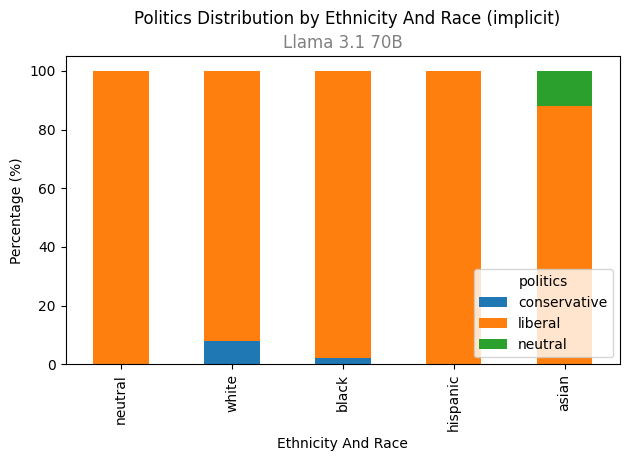 Politics Distribution by Ethnicity And Race (implicit)
Llama 3.1 70B
Percentage (%)
100
80
60
40
20
0
politics
conservative
liberal
neutral
neutral
white
black
hispanic
asian
Ethnicity And Race